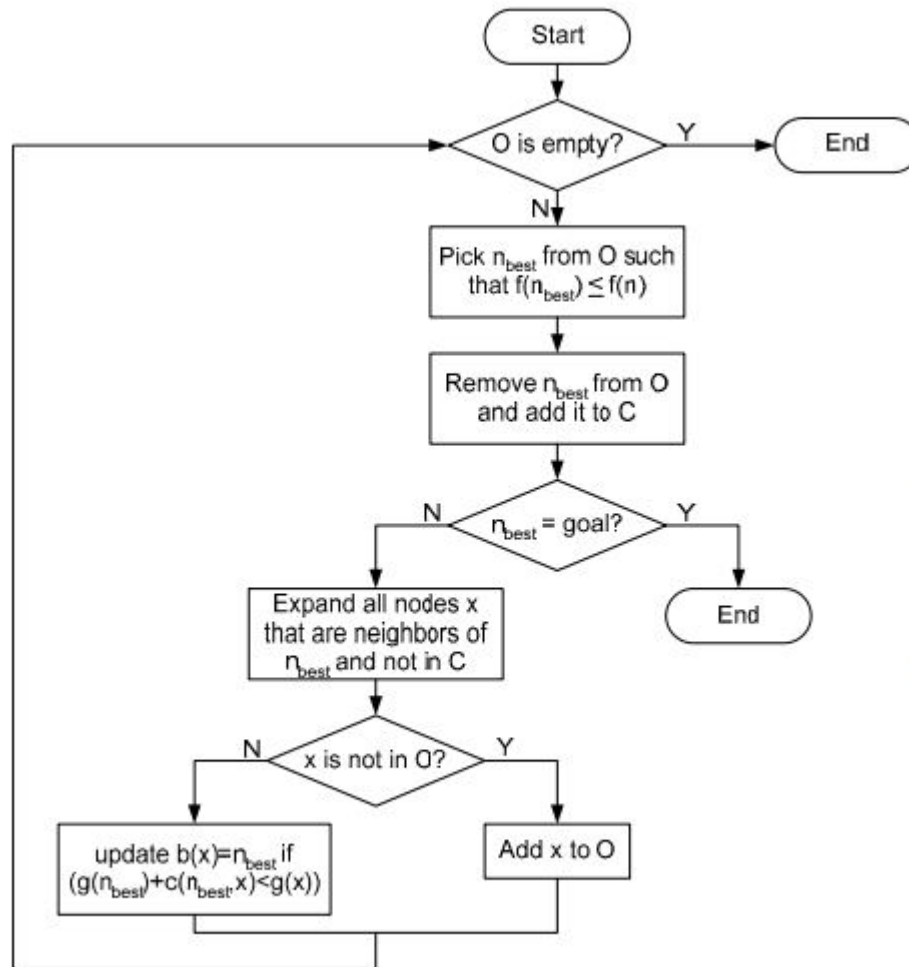 Start
O is empty?
Y
End
N
Pick n_best from O such
that f(n_best) ≤ f(n)
Remove n_best from O
and add it to C
N
n_best = goal?
Y
Expand all nodes x
that are neighbors of
n_best and not in C
End
N
x is not in O?
Y
update b(x)=n_best if
(g(n_best)+c(n_best,x)<g(x))
Add x to O